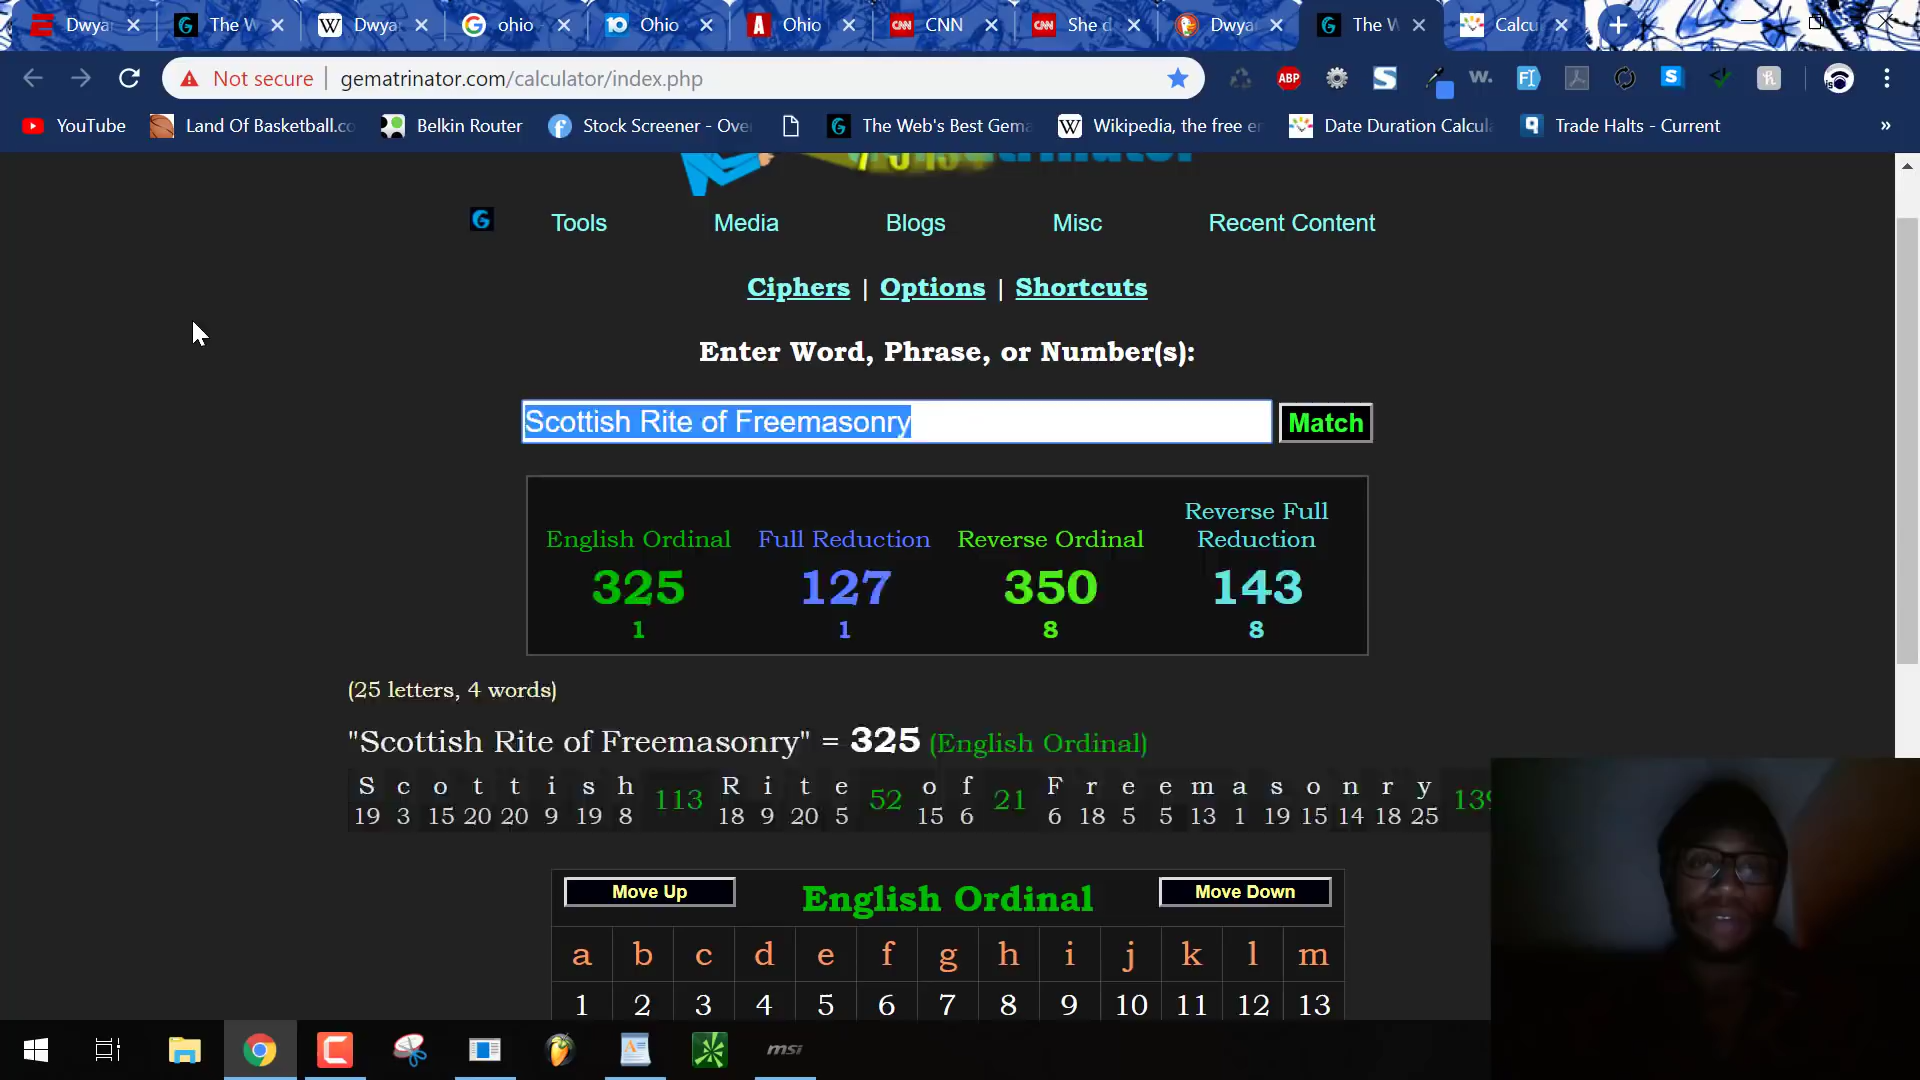 Dwya
The W
Dwya
ohio
Ohio
Ohio
CNN CNN
CNN She d
Dwya
The W
Calcu
Not secure | gematrinator.com/calculator/index.php
ABP
YouTube
Land Of Basketball.co
Belkin Router
Stock Screener - Ove
The Web's Best Gema
Wikipedia, the free e
Date Duration Calcu
Trade Halts - Current
»
Tools
Media
Blogs
Misc
Recent Content
Ciphers | Options | Shortcuts
Enter Word, Phrase, or Number(s):
Scottish Rite of Freemasonry
Match
English Ordinal Full Reduction Reverse Ordinal Reverse Full Reduction
325 127 350 143
1 1 8 8
(25 letters, 4 words)
"Scottish Rite of Freemasonry" = 325 (English Ordinal)
S c o t t i s h 113 R i t e 52 o f 21 F r e e m a s o n r y 139
19 3 15 20 20 9 19 8 18 9 20 5 15 6 6 18 5 5 13 1 19 15 14 18 25
Move Up
English Ordinal
Move Down
a b c d e f g h i j k l m
1 2 3 4 5 6 7 8 9 10 11 12 13
msi